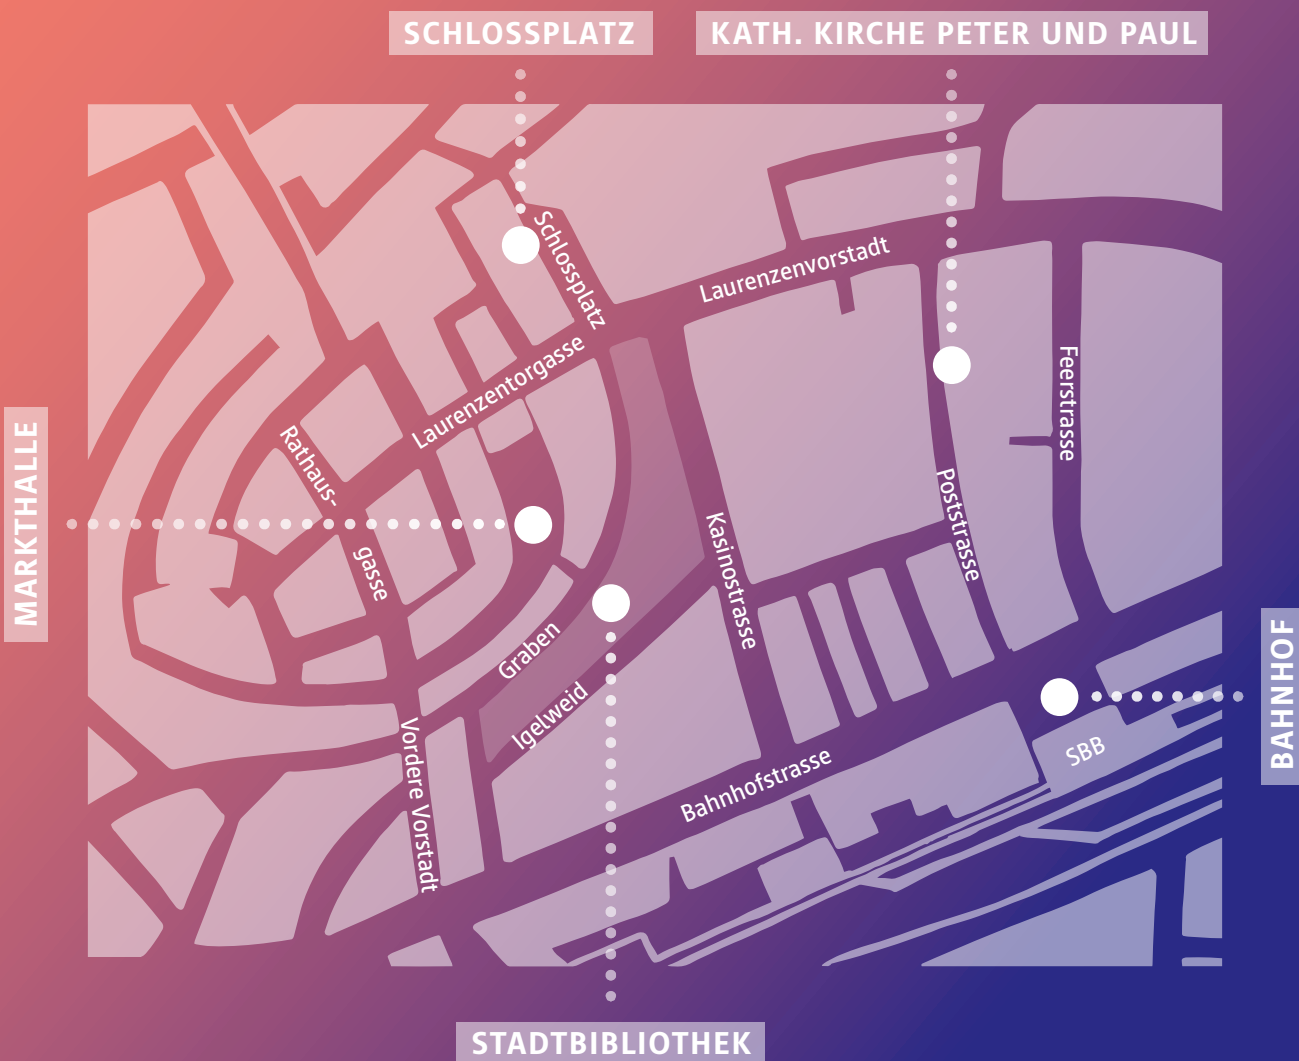 SCHLOSSPLATZ
KATH. KIRCHE PETER UND PAUL
Schlossplatz
Laurenzenvorstadt
Laurenzentorgasse
Feerstrasse
MARKTHALLE
Rathaus-
gasse
Poststrasse
Kasinostrasse
Graben
Igelweid
Vordere Vorstadt
Bahnhofstrasse
SBB
BAHNHOF
STADTBIBLIOTHEK